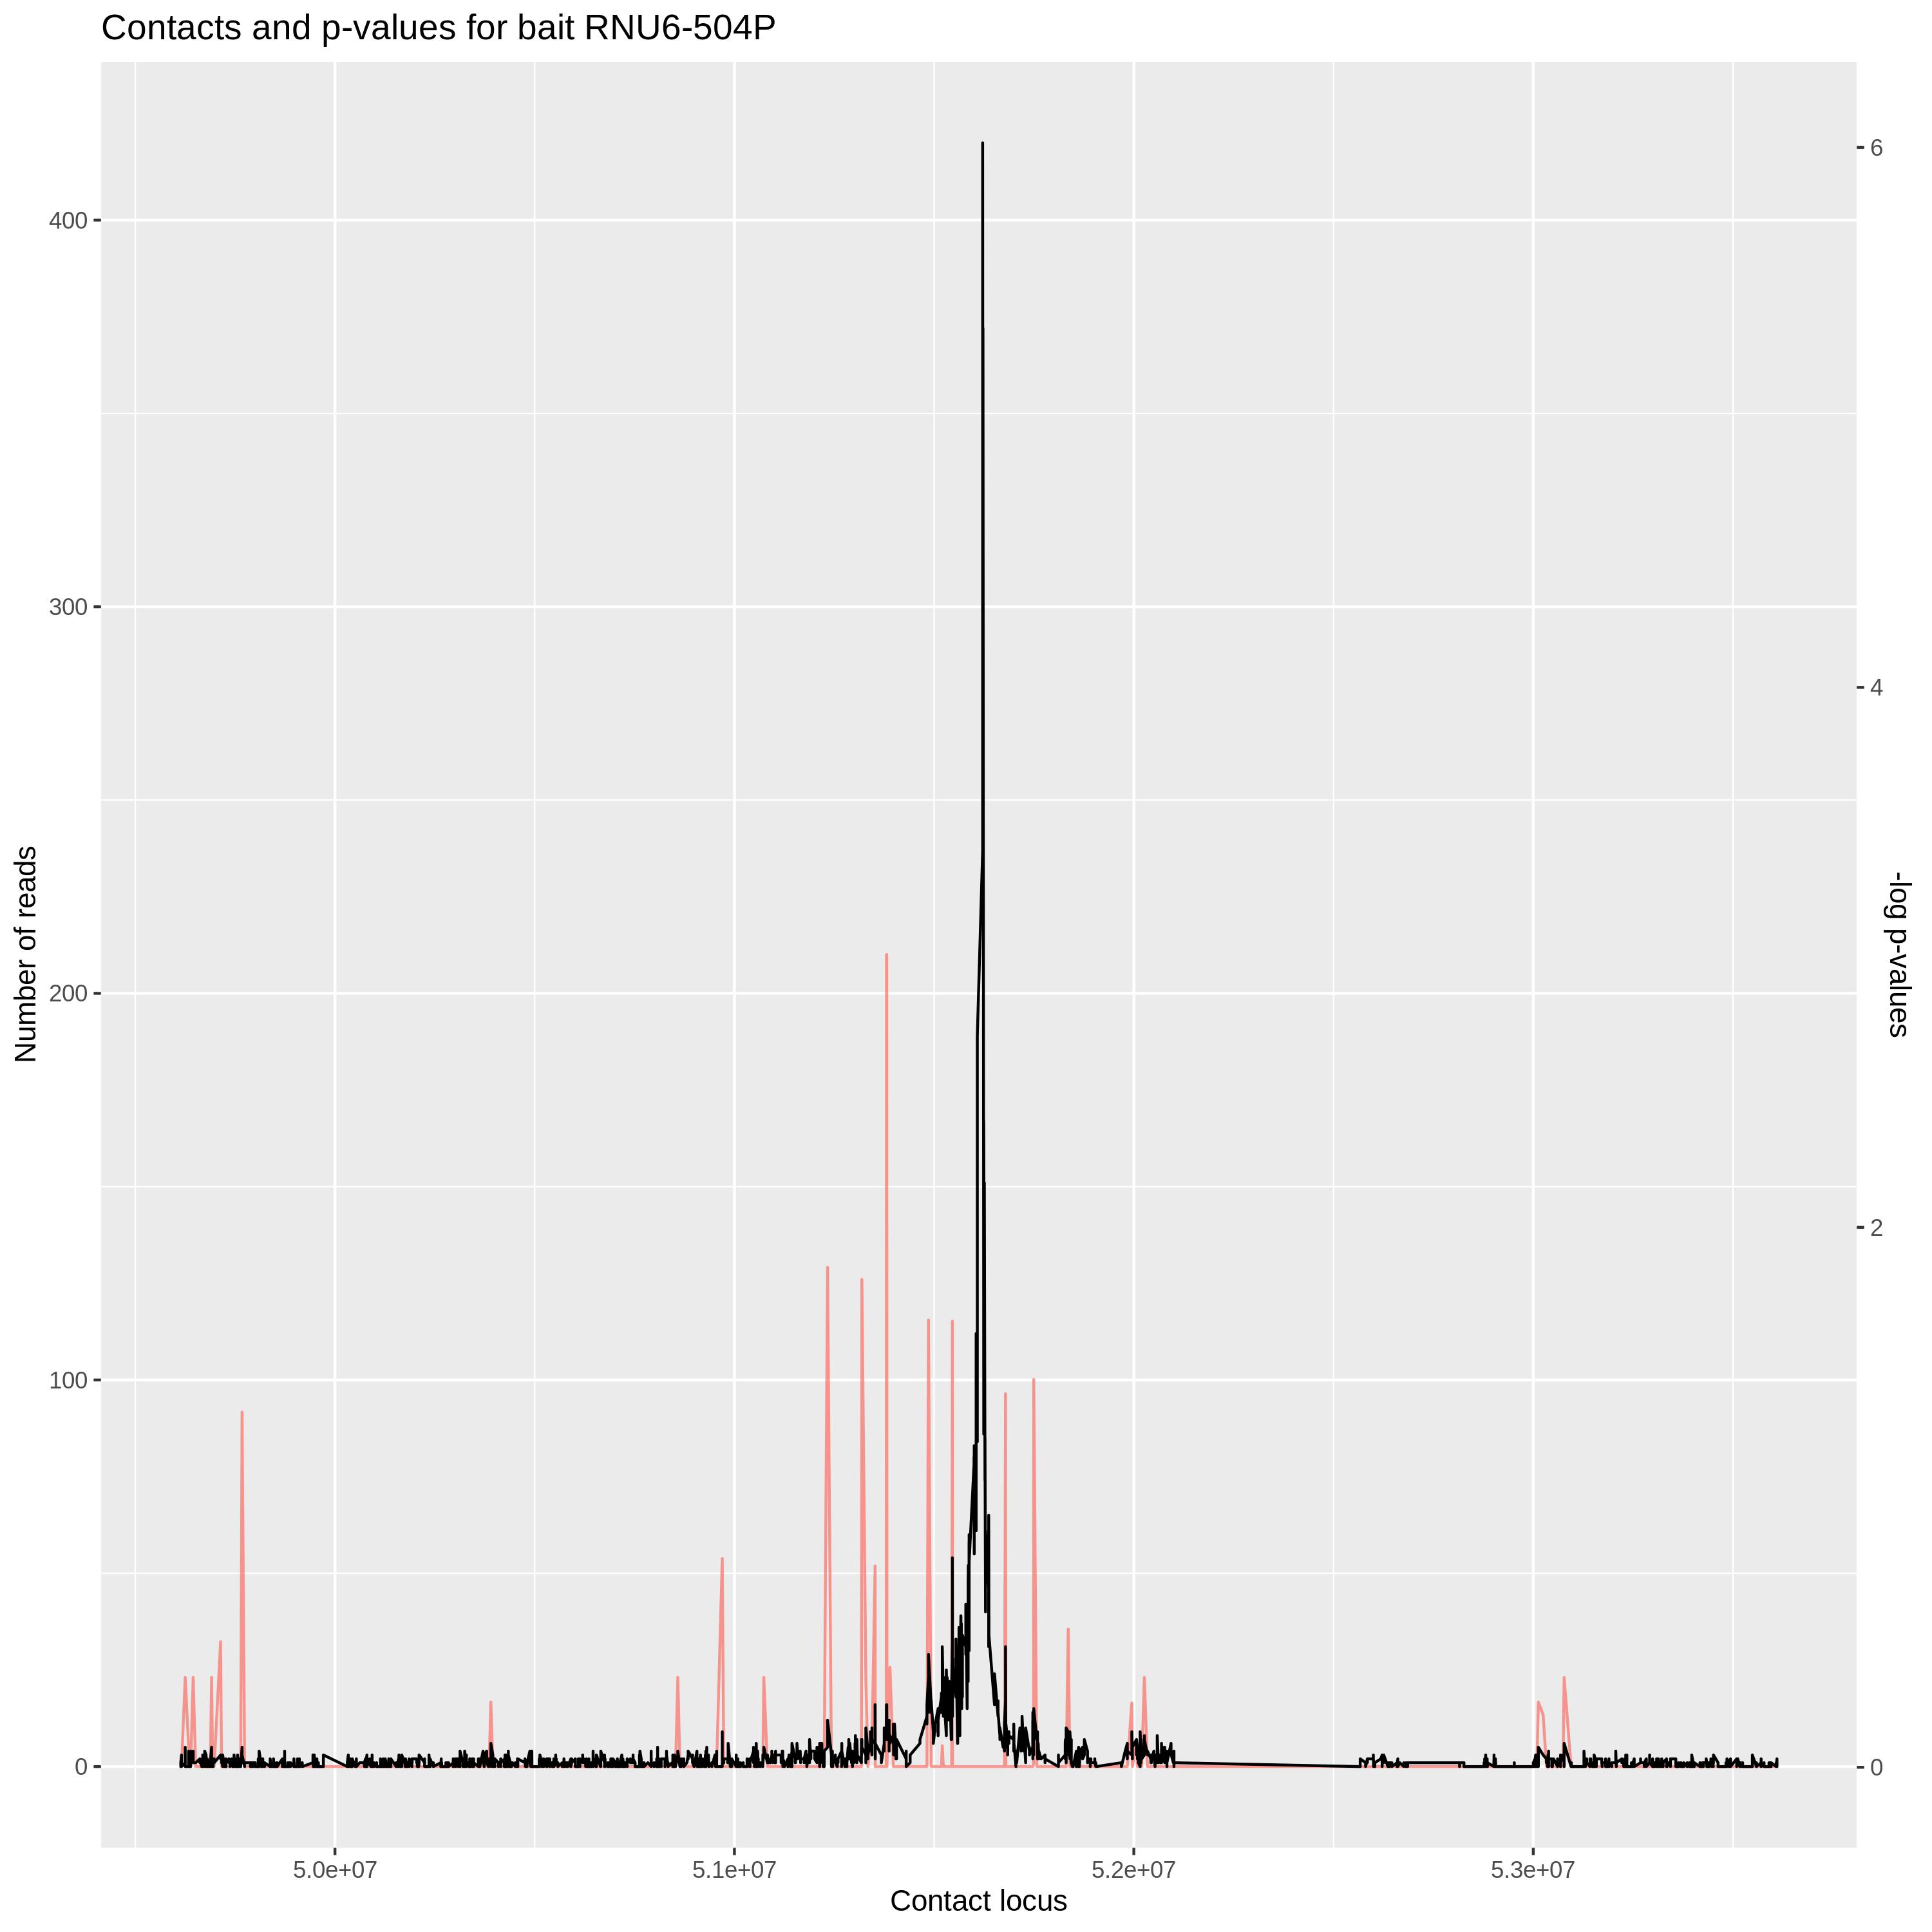 Contacts and p-values for bait RNU6-504P
Number of reads
400
300
200
100
0
6
4
2
0
-log p-values
5.0e+07
5.1e+07
5.2e+07
5.3e+07
Contact locus